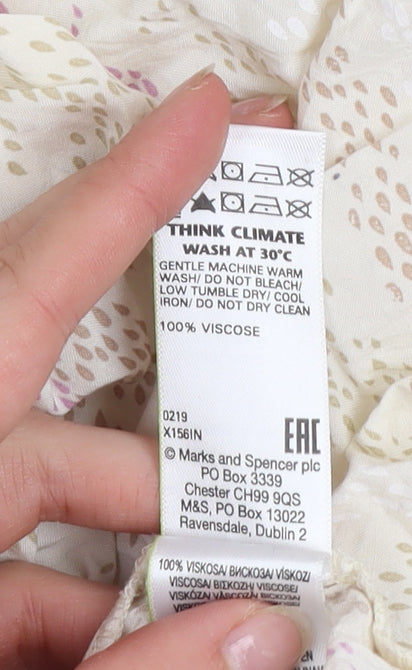 THINK CLIMATE
WASH AT 30°C
GENTLE MACHINE WARM
WASH/ DO NOT BLEACH/
LOW TUMBLE DRY/ COOL
IRON/ DO NOT DRY CLEAN
100% VISCOSE
0219
X156IN
EAC
© Marks and Spencer plc
PO Box 3339
Chester CH99 9QS
M&S, PO Box 13022
Ravensdale, Dublin 2
100% VISKOSA/ ВИСКОЗА/ VÍSKOZ/
VISCOSA/ ΒΙΣΚΟΖΗ/ VISCOSE/